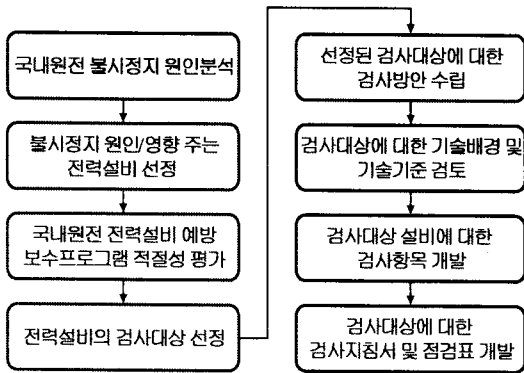 국내원전 불시정지 원인분석
불시정지 원인/영향 주는
전력설비 선정
국내원전 전력설비 예방
보수프로그램 적절성 평가
전력설비의 검사대상 선정
선정된 검사대상에 대한
검사방안 수립
검사대상에 대한 기술배경 및
기술기준 검토
검사대상 설비에 대한
검사항목 개발
검사대상에 대한
검사지침서 및 점검표 개발